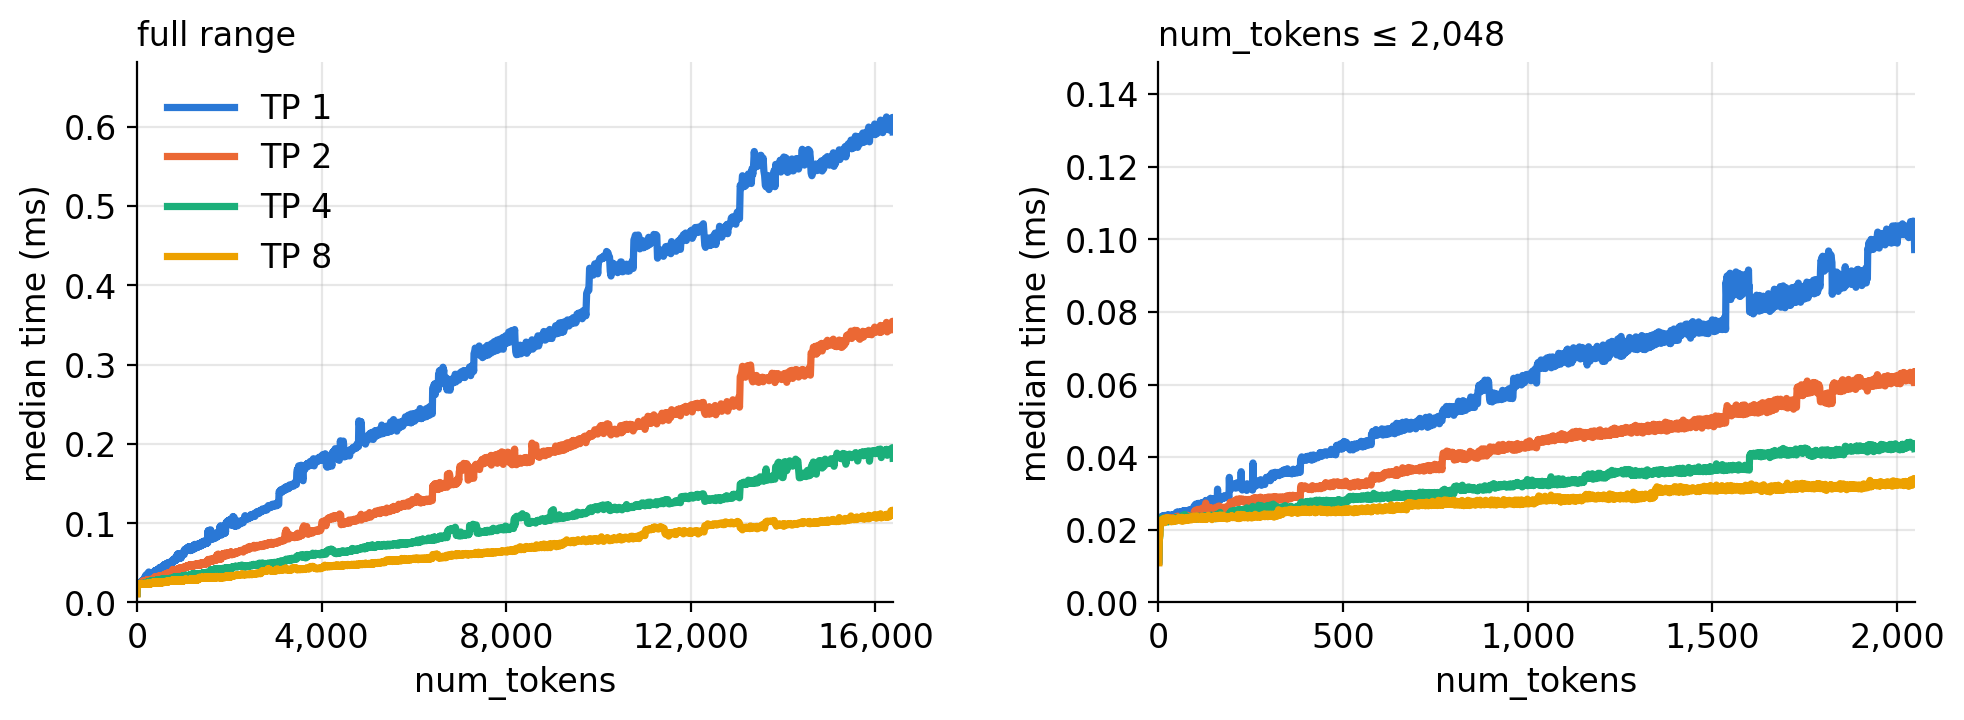 full range
TP 1
TP 2
TP 4
TP 8
median time (ms)
0.6
0.5
0.4
0.3
0.2
0.1
0.0
0
4,000
8,000
12,000
16,000
num_tokens
num_tokens ≤ 2,048
median time (ms)
0.14
0.12
0.10
0.08
0.06
0.04
0.02
0.00
0
500
1,000
1,500
2,000
num_tokens